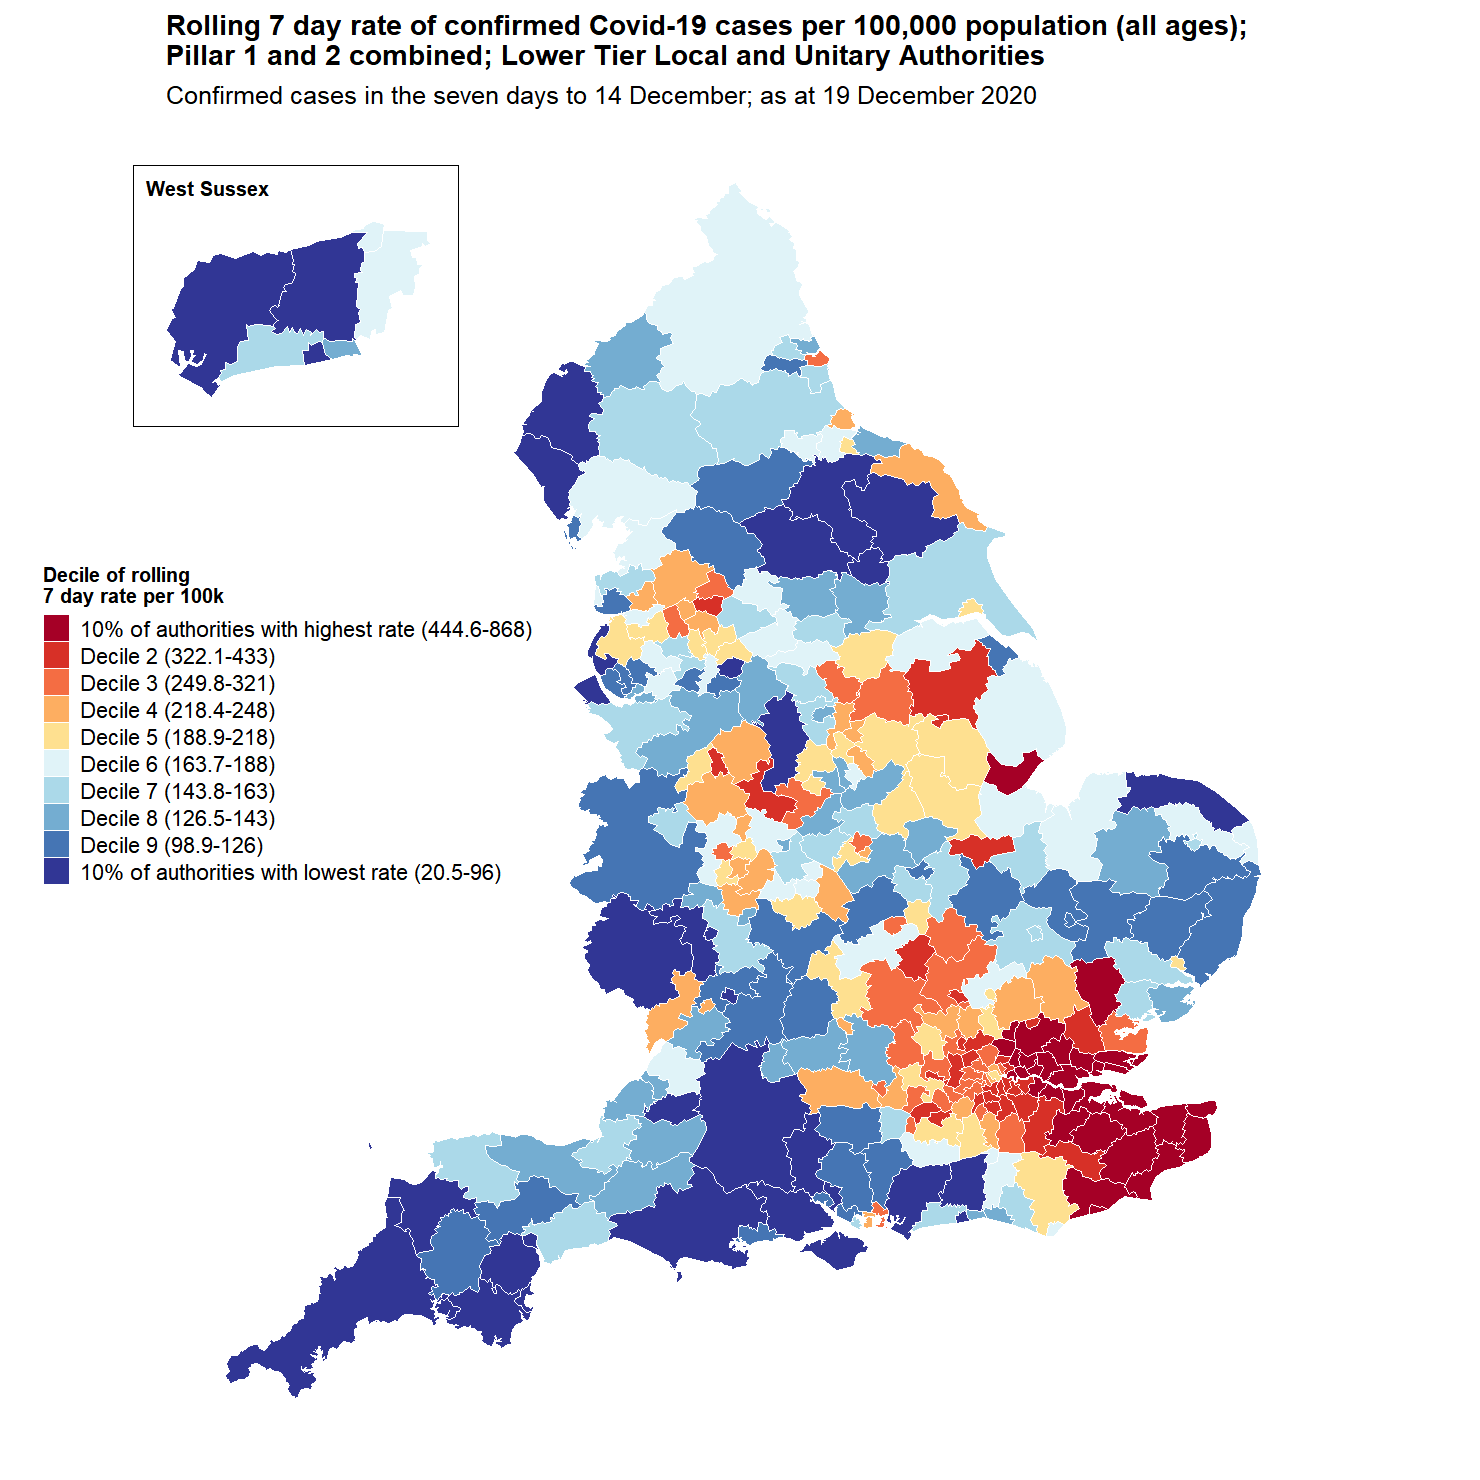 Rolling 7 day rate of confirmed Covid-19 cases per 100,000 population (all ages);
Pillar 1 and 2 combined; Lower Tier Local and Unitary Authorities
Confirmed cases in the seven days to 14 December; as at 19 December 2020
West Sussex
Decile of rolling
7 day rate per 100k
10% of authorities with highest rate (444.6-868)
Decile 2 (322.1-433)
Decile 3 (249.8-321)
Decile 4 (218.4-248)
Decile 5 (188.9-218)
Decile 6 (163.7-188)
Decile 7 (143.8-163)
Decile 8 (126.5-143)
Decile 9 (98.9-126)
10% of authorities with lowest rate (20.5-96)